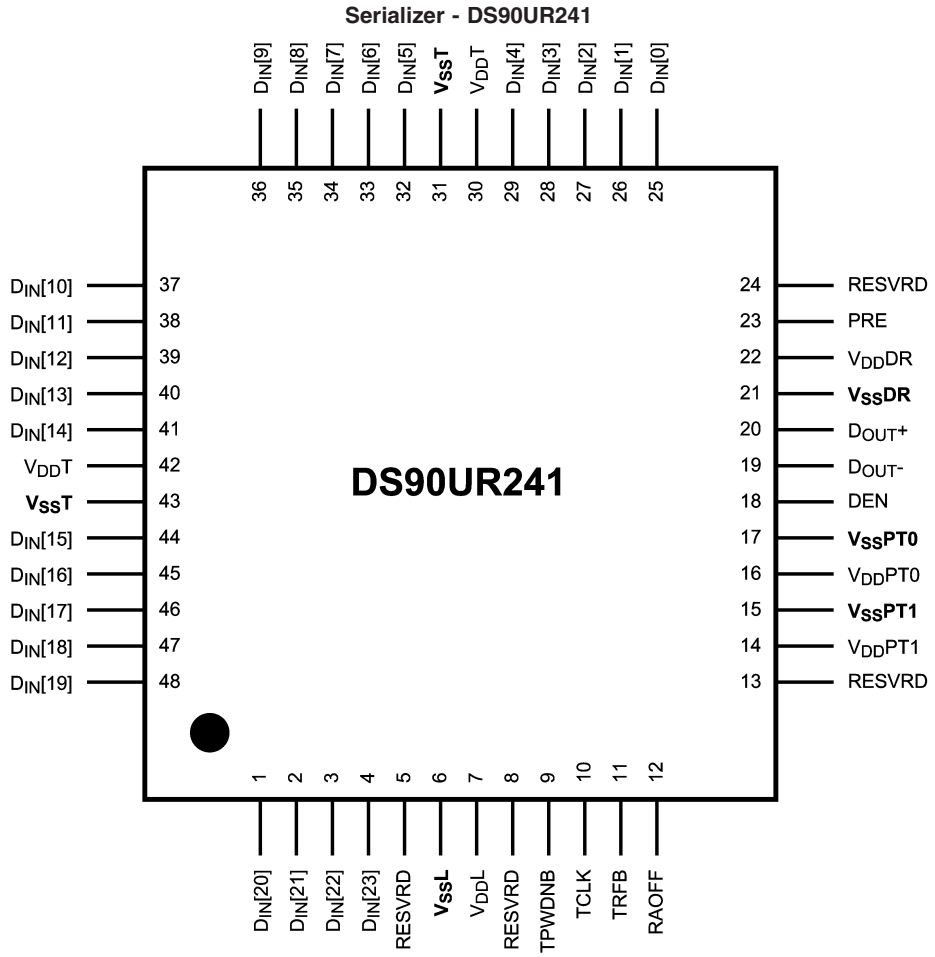 Serializer - DS90UR241
DIN[9] DIN[8] DIN[7] DIN[6] DIN[5] VSST VDDT DIN[4] DIN[3] DIN[2] DIN[1] DIN[0]
36 35 34 33 32 31 30 29 28 27 26 25
DIN[10] 37 24 RESVRD
DIN[11] 38 23 PRE
DIN[12] 39 22 VDDDR
DIN[13] 40 21 VSSDR
DIN[14] 41 20 DOUT+
VDDT 42 19 DOUT-
DS90UR241
VSST 43 18 DEN
DIN[15] 44 17 VSSPT0
DIN[16] 45 16 VDDPT0
DIN[17] 46 15 VSSPT1
DIN[18] 47 14 VDDPT1
DIN[19] 48 13 RESVRD
1 2 3 4 5 6 7 8 9 10 11 12
DIN[20] DIN[21] DIN[22] DIN[23] RESVRD VSSL VDDL RESVRD TPWDNB TCLK TRFB RAOFF